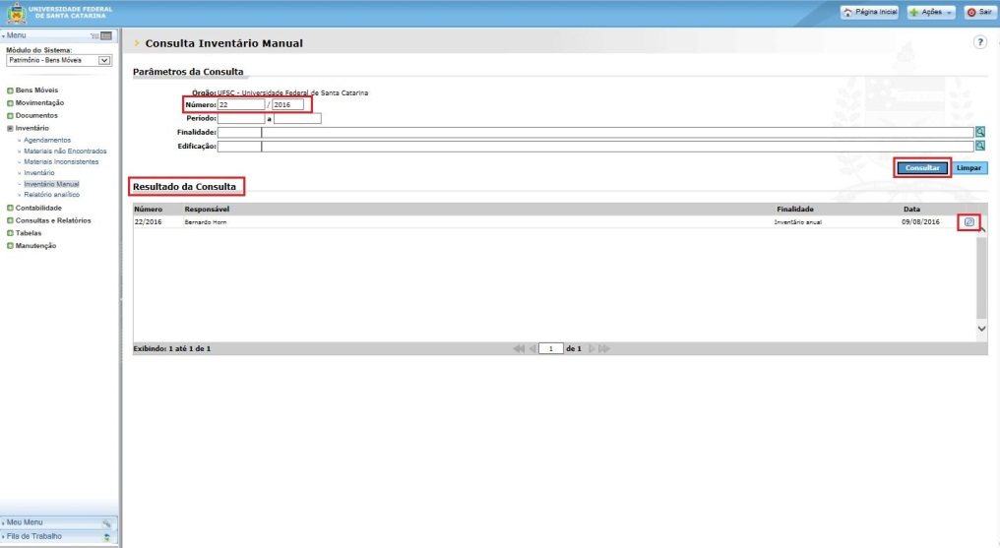 UNIVERSIDADE FEDERAL
DE SANTA CATARINA
Página Inicial
Ações
Sair
Menu
Módulo do Sistema:
Patrimônio - Bens Móveis
Bens Móveis
Movimentação
Documentos
Inventário
Agendamentos
Materiais não Encontrados
Materiais Inconsistentes
Inventário
Inventário Manual
Relatório analítico
Contabilidade
Consultas e Relatórios
Tabelas
Manutenção
Meu Menu
Fila de Trabalho
Consulta Inventário Manual
?
Parâmetros da Consulta
Órgão: UFSC - Universidade Federal de Santa Catarina
Número: 22 / 2016
Período: a
Finalidade:
Edificação:
Consultar Limpar
Resultado da Consulta
Número Responsável Finalidade Data
22/2016 Bernardo Horn Inventário anual 09/08/2016
Exibindo: 1 até 1 de 1 1 de 1